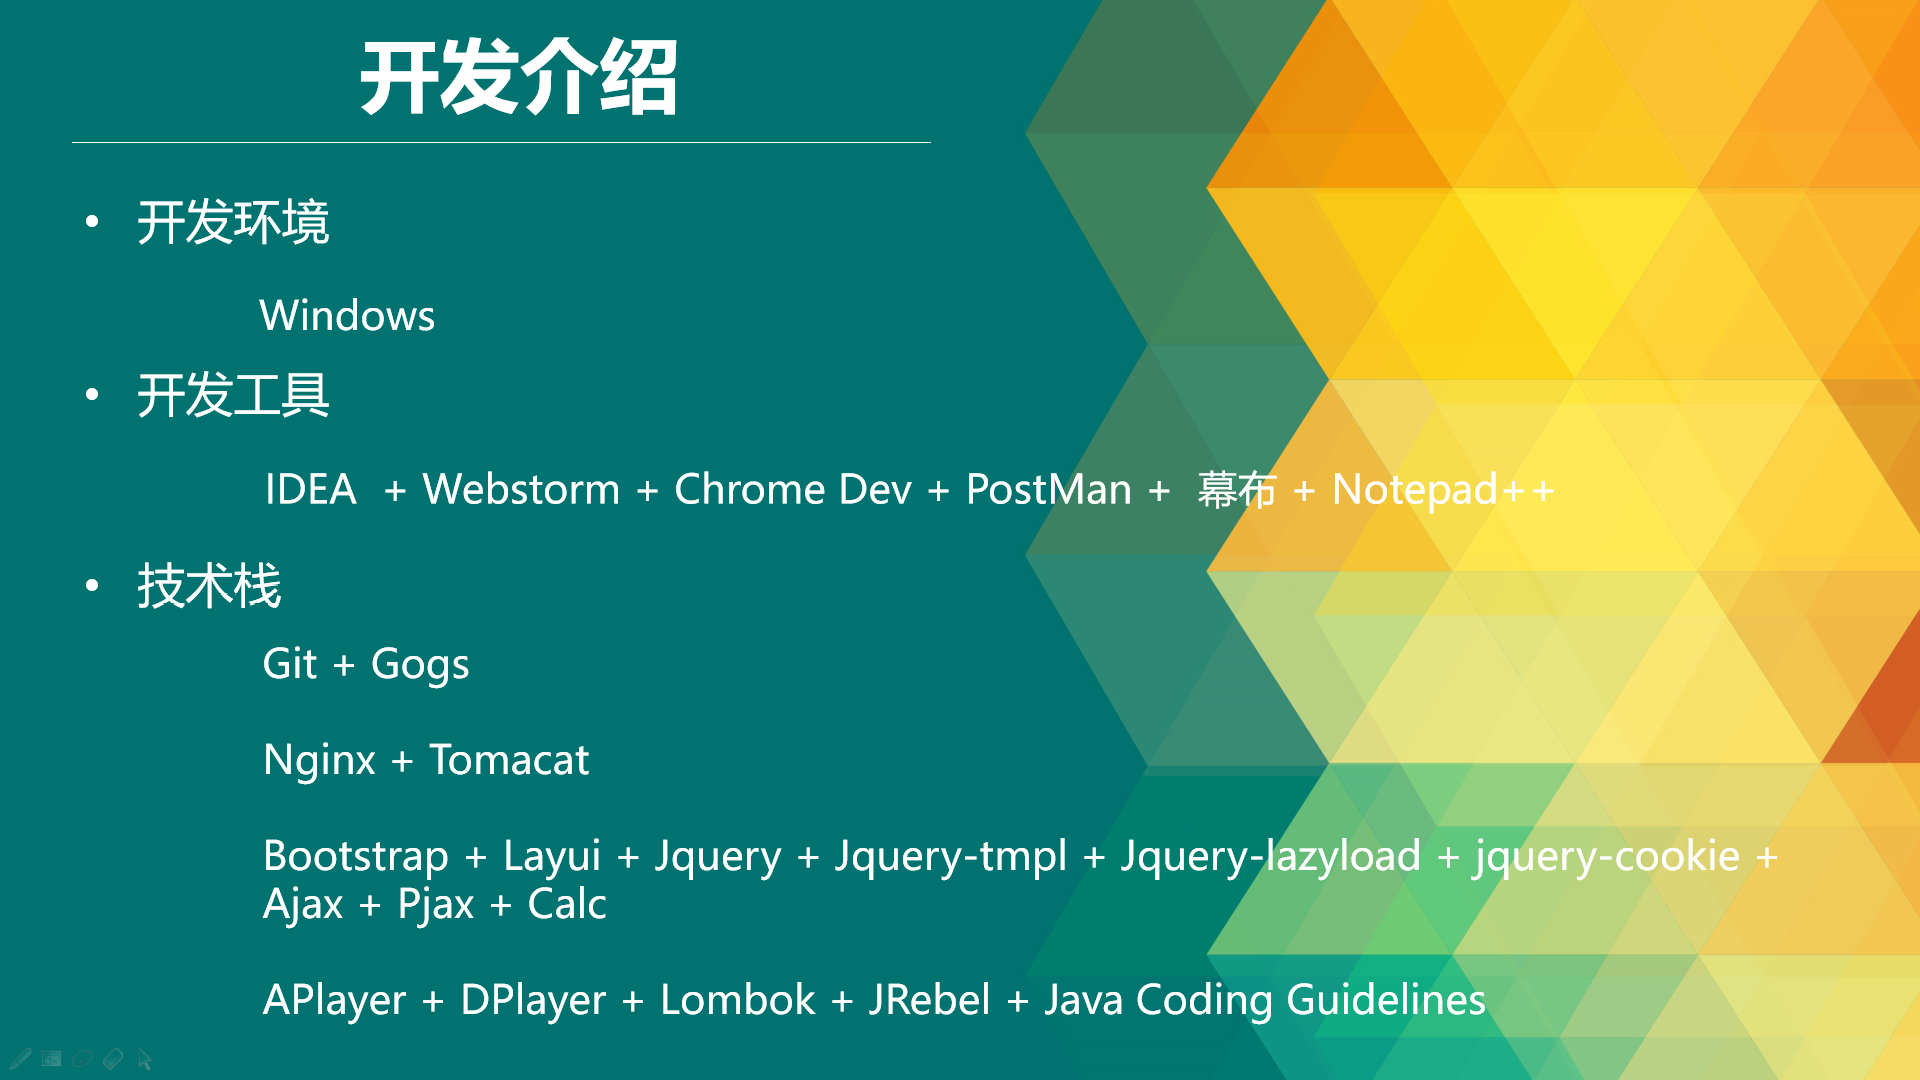 开发介绍
• 开发环境
Windows
• 开发工具
IDEA + Webstorm + Chrome Dev + PostMan + 幕布 + Notepad++
• 技术栈
Git + Gogs
Nginx + Tomacat
Bootstrap + Layui + Jquery + Jquery-tmpl + Jquery-lazyload + jquery-cookie +
Ajax + Pjax + Calc
APlayer + DPlayer + Lombok + JRebel + Java Coding Guidelines